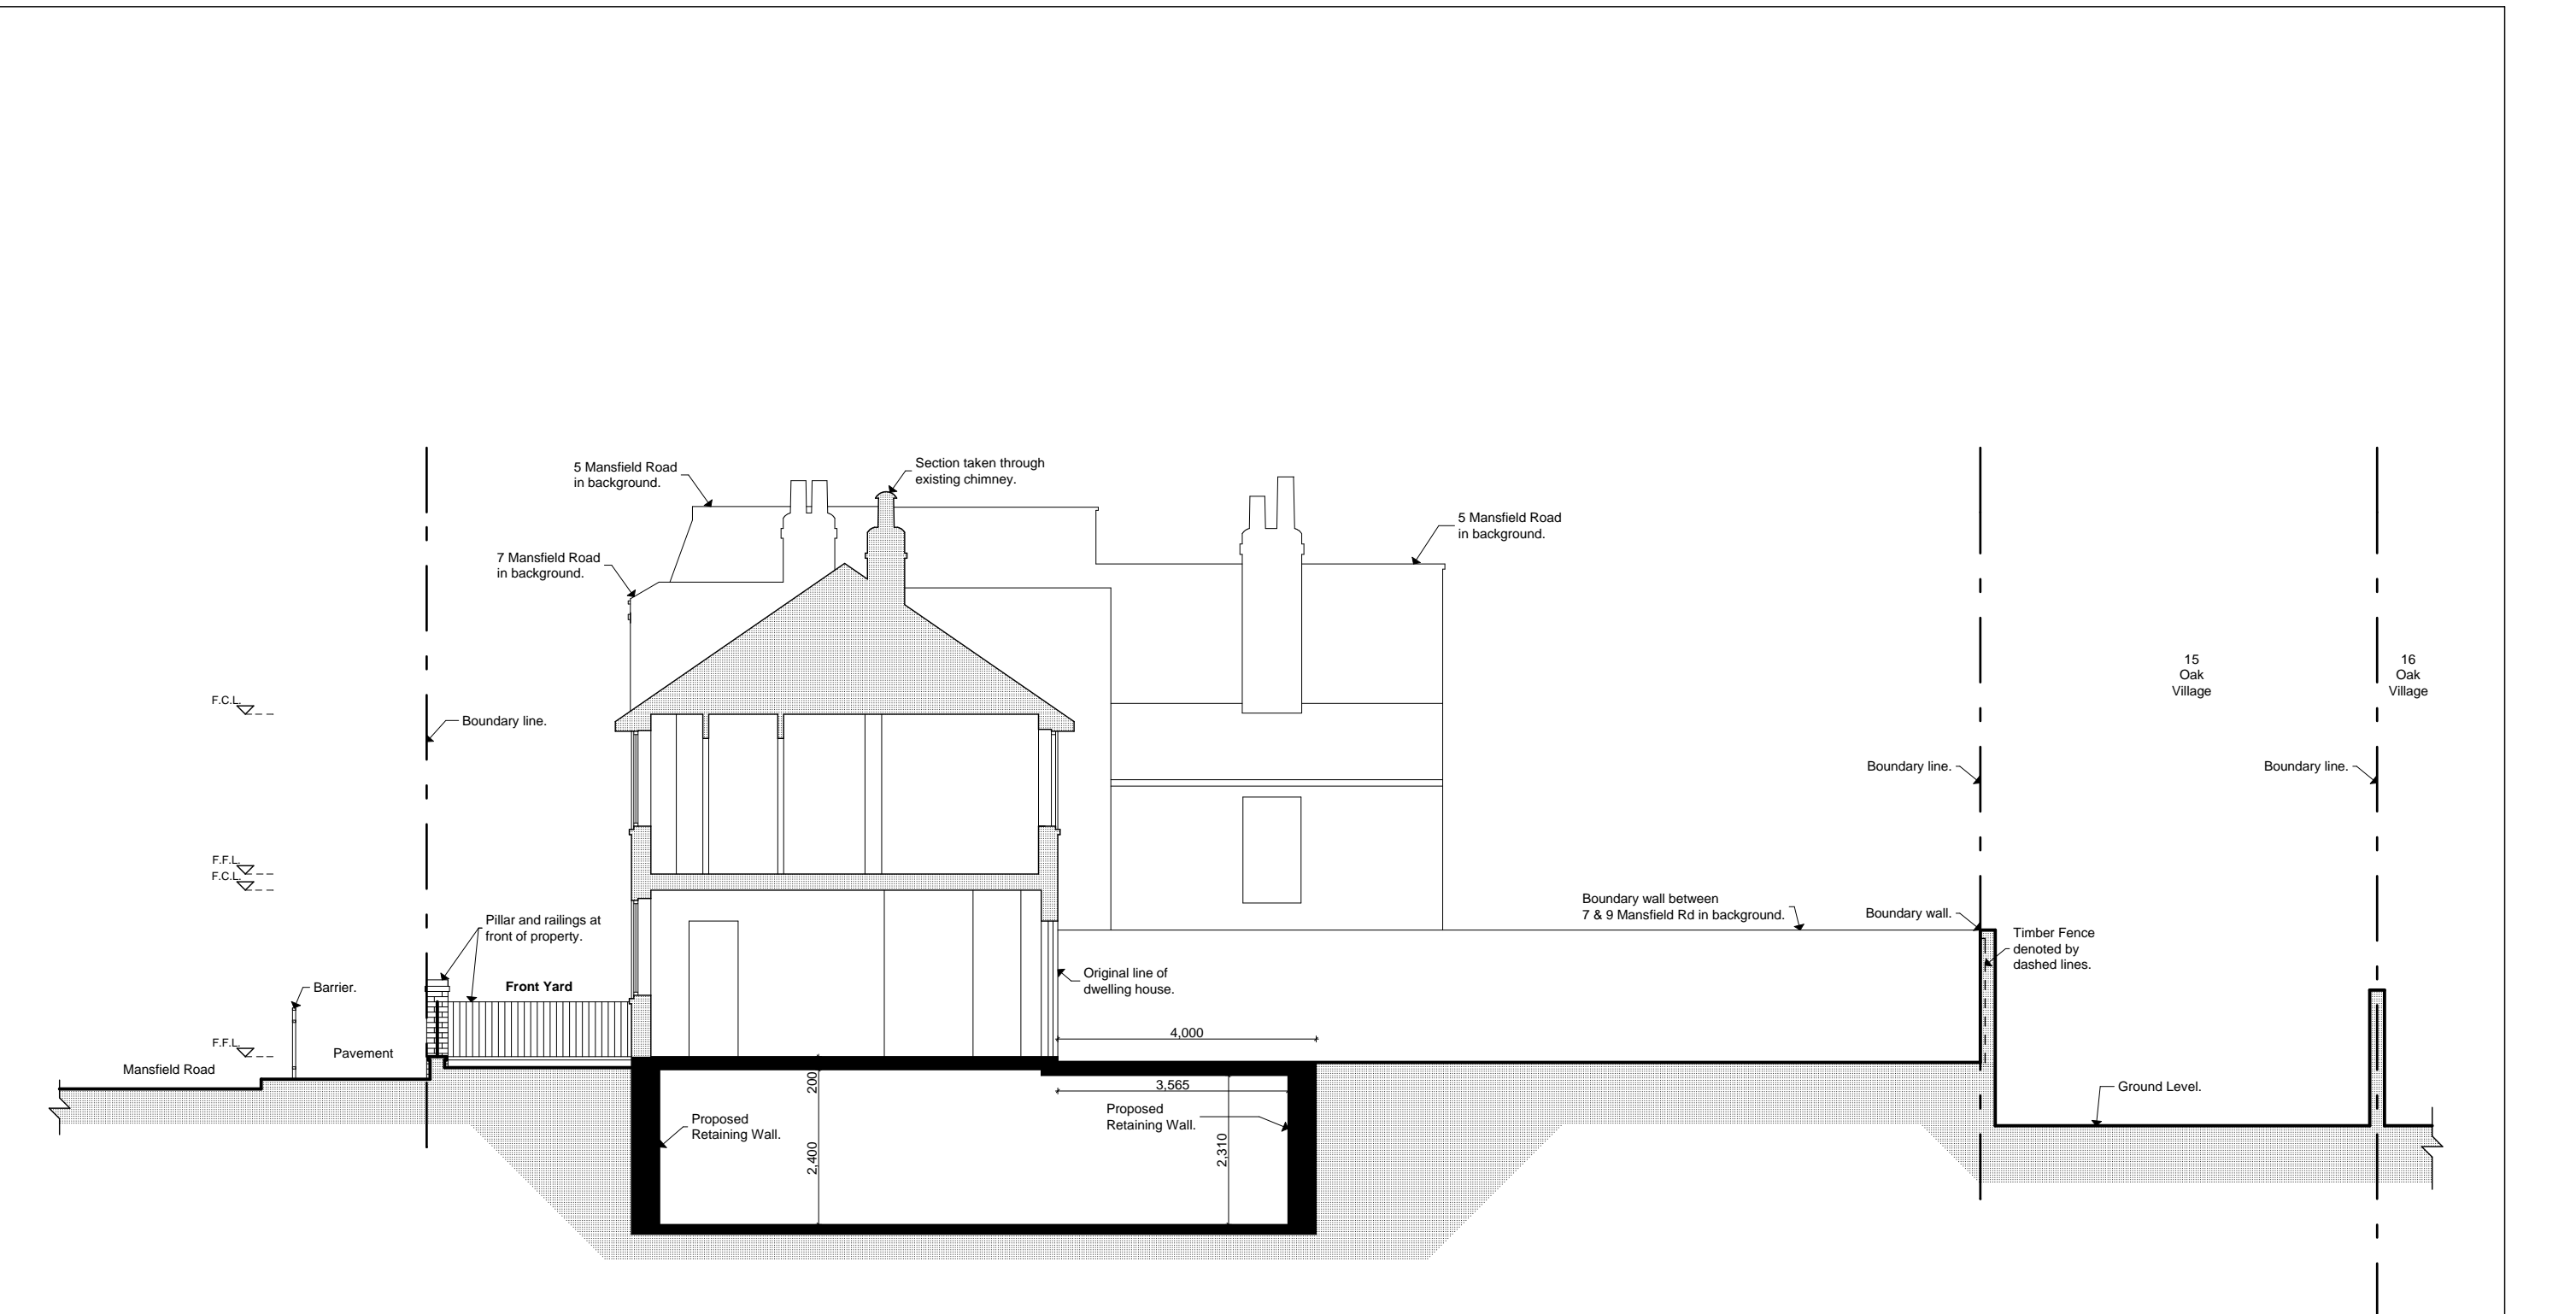 5 Mansfield Road
in background.
Section taken through
existing chimney.
5 Mansfield Road
in background.
7 Mansfield Road
in background.
15
Oak
Village
16
Oak
Village
F.C.L.
Boundary line.
Boundary line.
Boundary line.
F.F.L.
F.C.L.
Pillar and railings at
front of property.
Boundary wall between
7 & 9 Mansfield Rd in background.
Boundary wall.
Timber Fence
denoted by
dashed lines.
Original line of
dwelling house.
Barrier.
Front Yard
4,000
F.F.L.
Pavement
Mansfield Road
200
3,565
Ground Level.
Proposed
Retaining Wall.
Proposed
Retaining Wall.
2,400
2,310